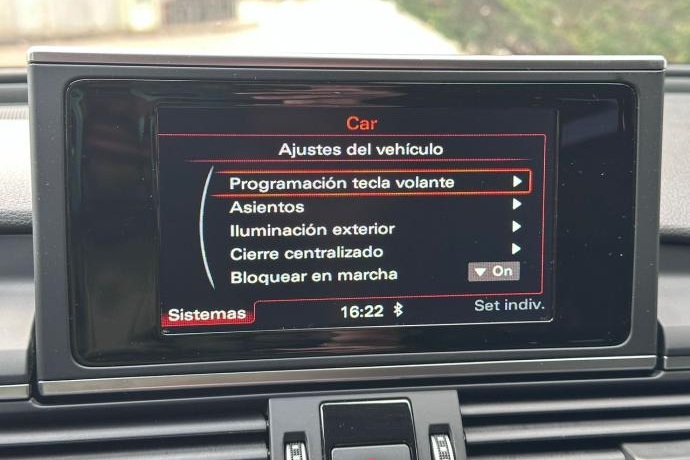 Car
Ajustes del vehículo
Programación tecla volante
Asientos
Iluminación exterior
Cierre centralizado
Bloquear en marcha On
Sistemas 16:22 Set indiv.